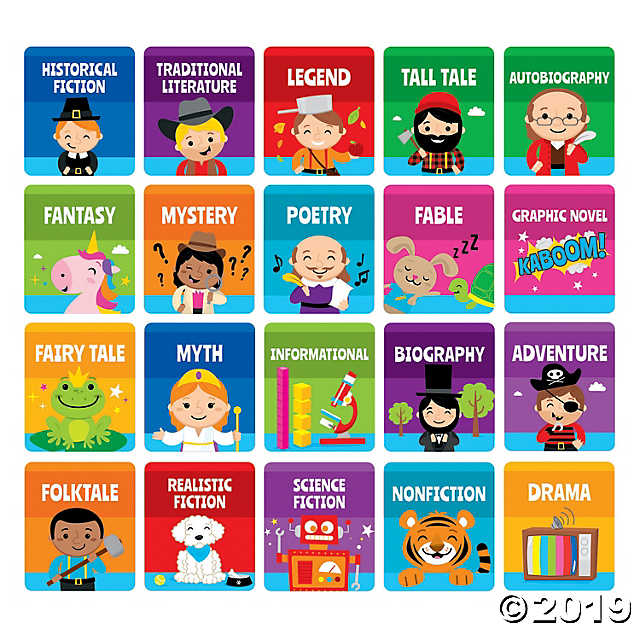 HISTORICAL
FICTION
TRADITIONAL
LITERATURE
LEGEND
TALL TALE
AUTOBIOGRAPHY
FANTASY
MYSTERY
? ? ? ? ? ?
POETRY
FABLE
ZZZ
GRAPHIC NOVEL
KABOOM!
FAIRY TALE
MYTH
INFORMATIONAL
BIOGRAPHY
ADVENTURE
FOLKTALE
REALISTIC
FICTION
SCIENCE
FICTION
NONFICTION
DRAMA
©2019